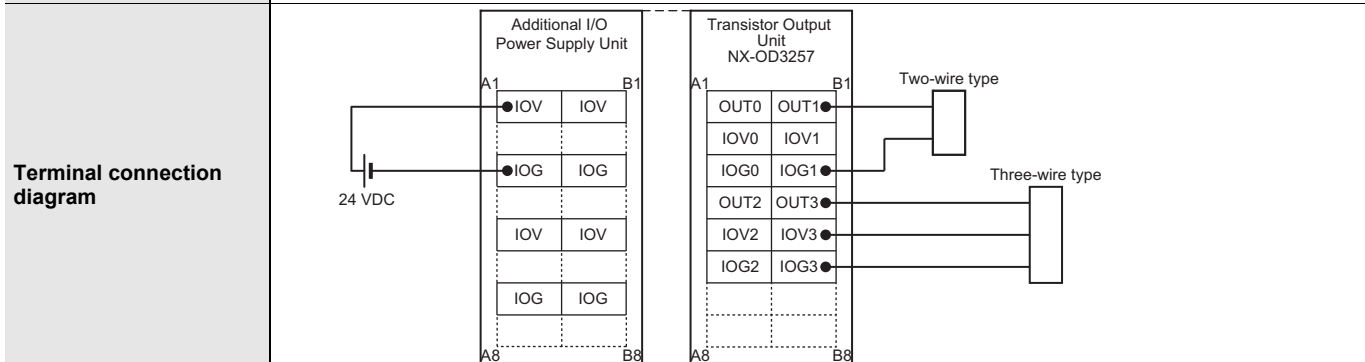 Terminal connection
diagram
24 VDC
Additional I/O
Power Supply Unit
A1 B1
IOV IOV
IOG IOG
IOV IOV
IOG IOG
A8 B8
Transistor Output
Unit
NX-OD3257
A1 B1
OUT0 OUT1
IOV0 IOV1
IOG0 IOG1
OUT2 OUT3
IOV2 IOV3
IOG2 IOG3
A8 B8
Two-wire type
Three-wire type